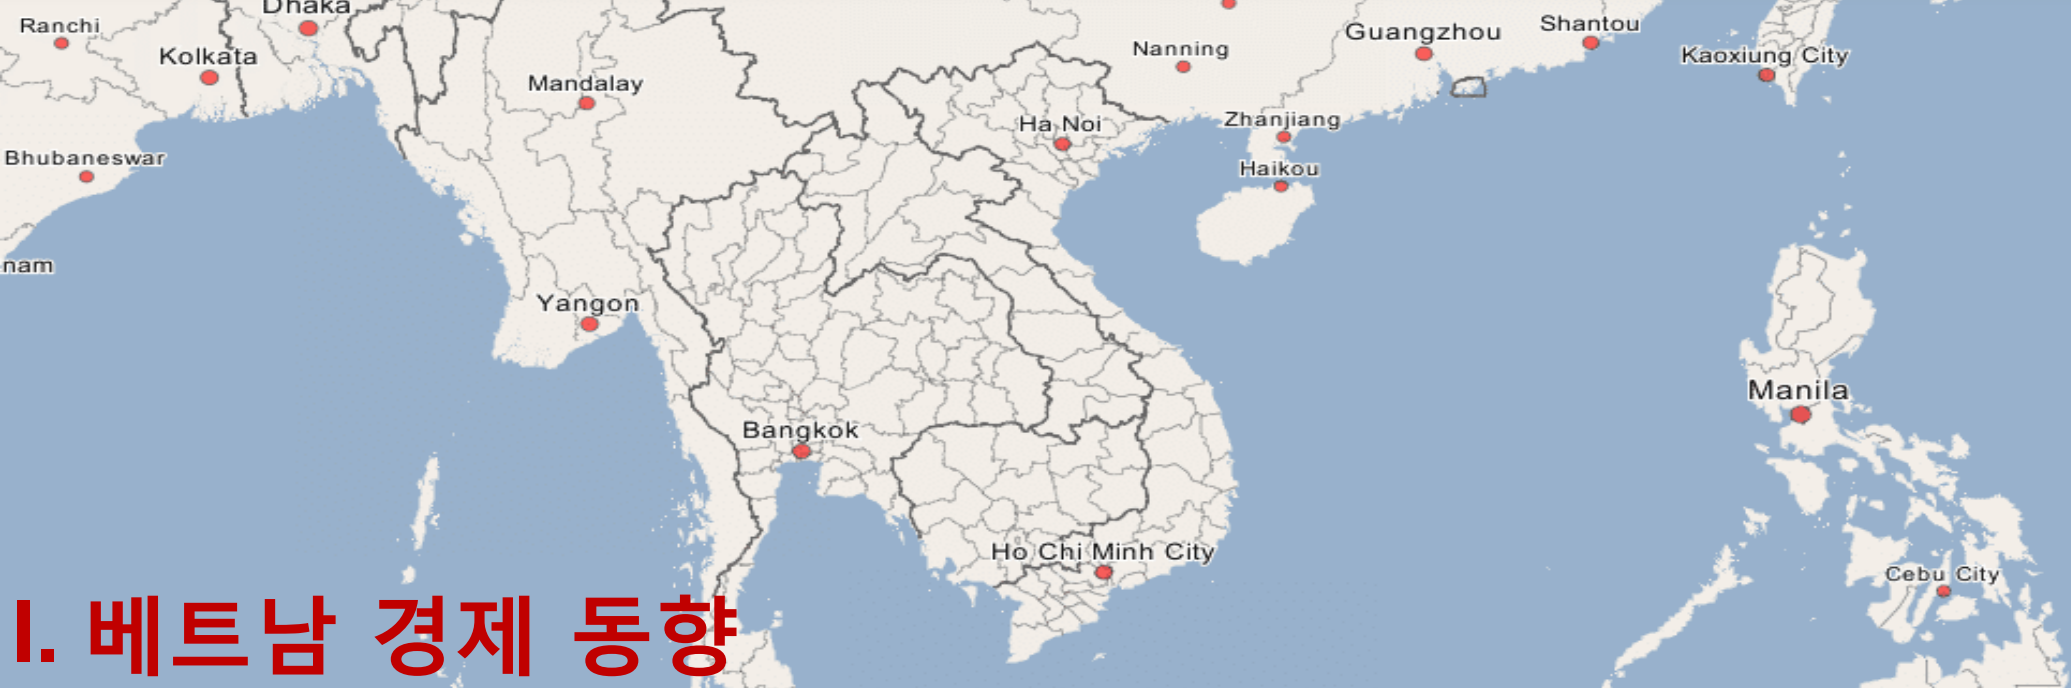 Dhaka
Ranchi
Kolkata
Shantou
Guangzhou
Nanning
Kaoxiung City
Mandalay
Zhanjiang
Ha Noi
Bhubaneswar
Haikou
nam
Yangon
Manila
Bangkok
Ho Chi Minh City
Cebu City
I. 베트남 경제 동향